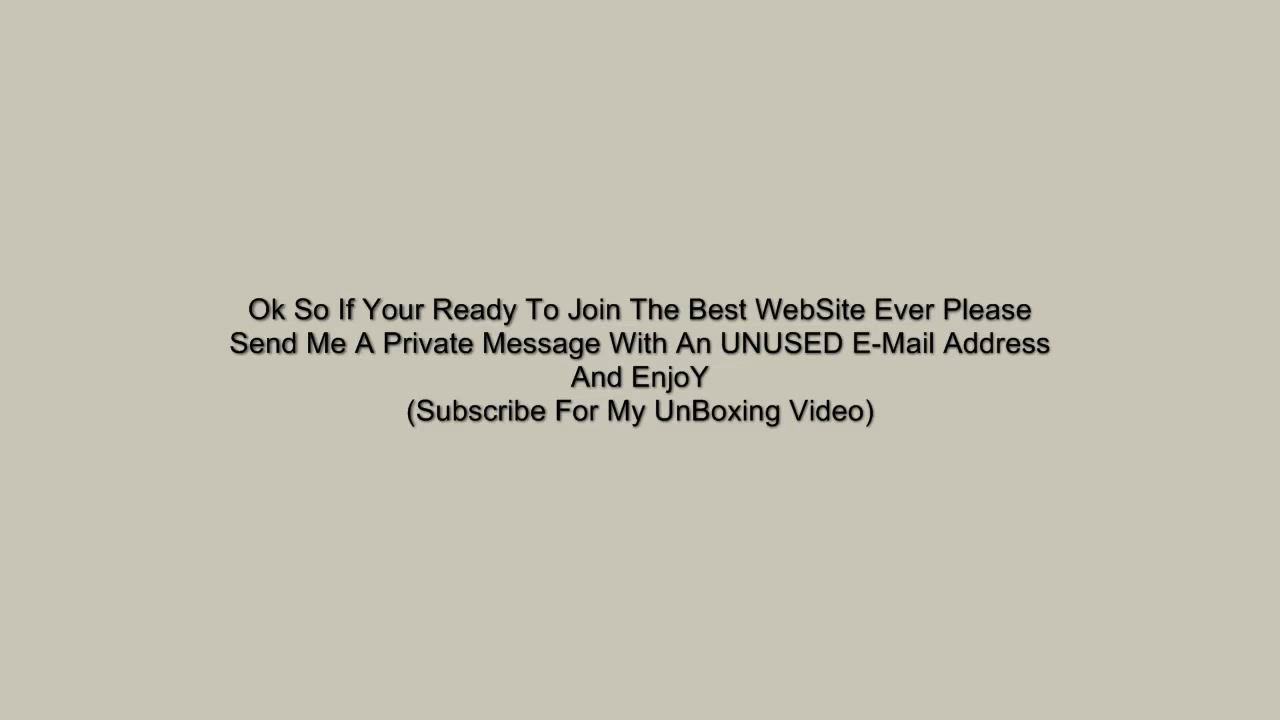 Ok So If Your Ready To Join The Best WebSite Ever Please
Send Me A Private Message With An UNUSED E-Mail Address
And EnjoY
(Subscribe For My UnBoxing Video)